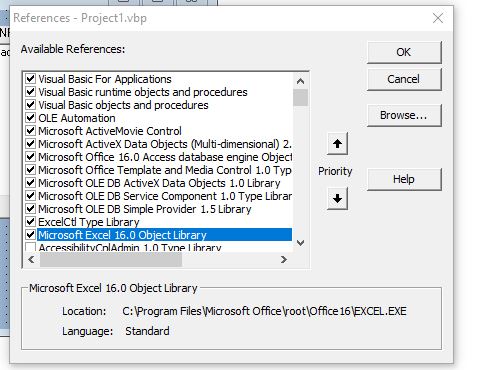 References - Project1.vbp
Available References:
Visual Basic For Applications
Visual Basic runtime objects and procedures
Visual Basic objects and procedures
OLE Automation
Microsoft ActiveMovie Control
Microsoft ActiveX Data Objects (Multi-dimensional) 2.
Microsoft Office 16.0 Access database engine Object
Microsoft Office Template and Media Control 1.0 Typ
Microsoft OLE DB ActiveX Data Objects 1.0 Library
Microsoft OLE DB Service Component 1.0 Type Librar
Microsoft OLE DB Simple Provider 1.5 Library
ExcelCtl Type Library
Microsoft Excel 16.0 Object Library
AccessibilityCplAdmin 1.0 Type Library
OK
Cancel
Browse...
Priority
Help
Microsoft Excel 16.0 Object Library
Location: C:\Program Files\Microsoft Office\root\Office16\EXCEL.EXE
Language: Standard